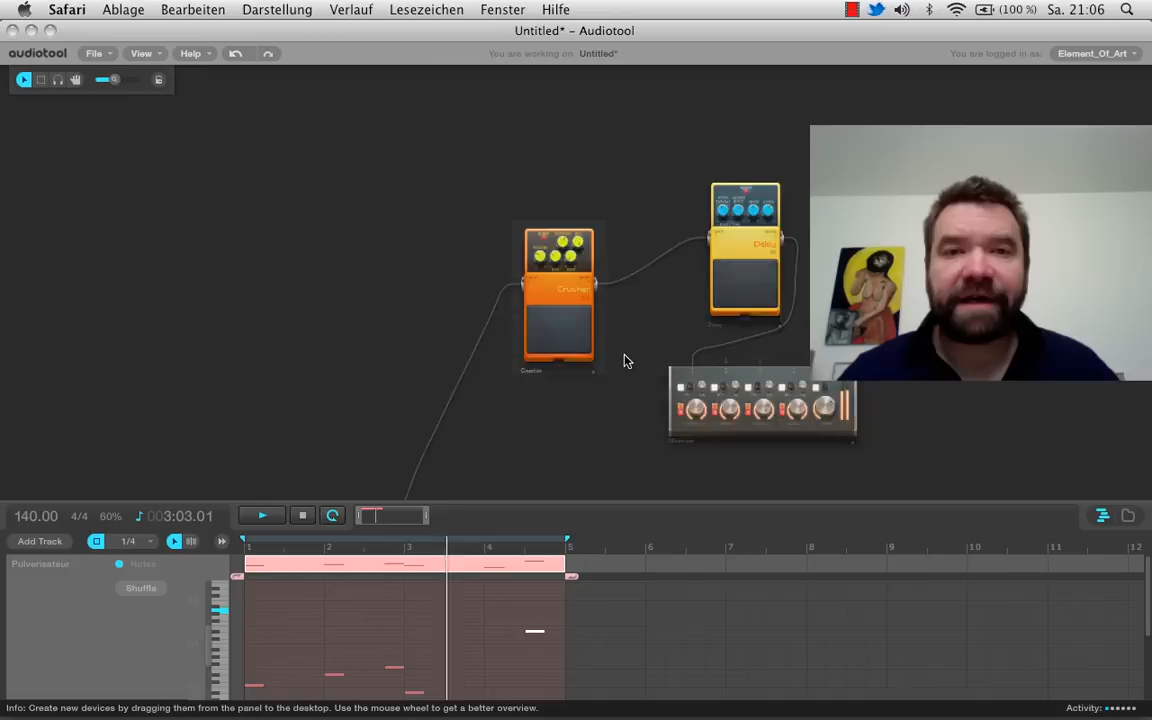 Safari Ablage Bearbeiten Darstellung Verlauf Lesezeichen Fenster Hilfe (100 %) Sa. 21:06
Untitled* – Audiotool
audiotool File View Help You are working on Untitled* You are logged in as: Element_Of_Art
Delay
Crusher
Crusher
140.00 4/4 60% 003:03.01
Add Track 1/4
1 2 3 4 5 6 7 8 9 10 11 12
Pulverisateur Notes
Shuffle
Info: Create new devices by dragging them from the panel to the desktop. Use the mouse wheel to get a better overview. Activity: